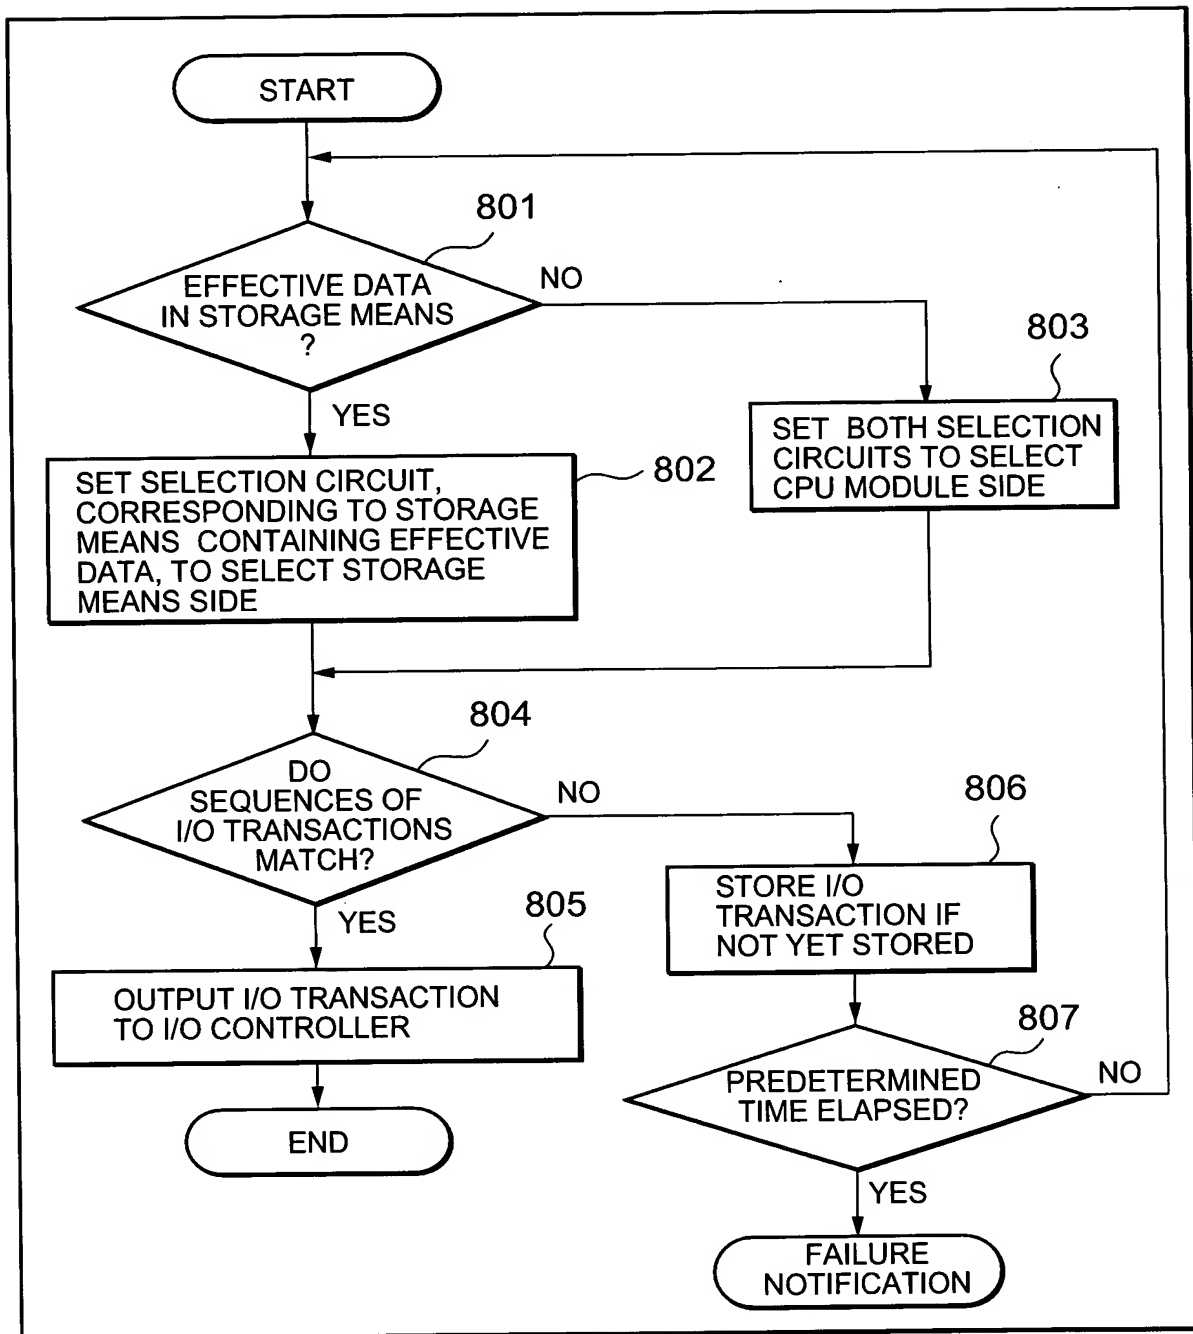 START
801
EFFECTIVE DATA
IN STORAGE MEANS
?
NO
YES
803
SET BOTH SELECTION
CIRCUITS TO SELECT
CPU MODULE SIDE
802
SET SELECTION CIRCUIT,
CORRESPONDING TO STORAGE
MEANS CONTAINING EFFECTIVE
DATA, TO SELECT STORAGE
MEANS SIDE
804
DO
SEQUENCES OF
I/O TRANSACTIONS
MATCH?
NO
YES
806
STORE I/O
TRANSACTION IF
NOT YET STORED
805
OUTPUT I/O TRANSACTION
TO I/O CONTROLLER
807
PREDETERMINED
TIME ELAPSED?
NO
END
YES
FAILURE
NOTIFICATION